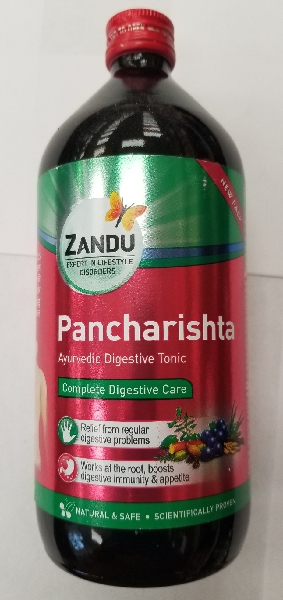 NEW PACK
ZANDU
EXPERT IN LIFESTYLE
DISORDERS
Pancharishta
Ayurvedic Digestive Tonic
Complete Digestive Care
Relief from regular
digestive problems
Works at the root, boosts
digestive immunity & appetite
NATURAL & SAFE • SCIENTIFICALLY PROVEN